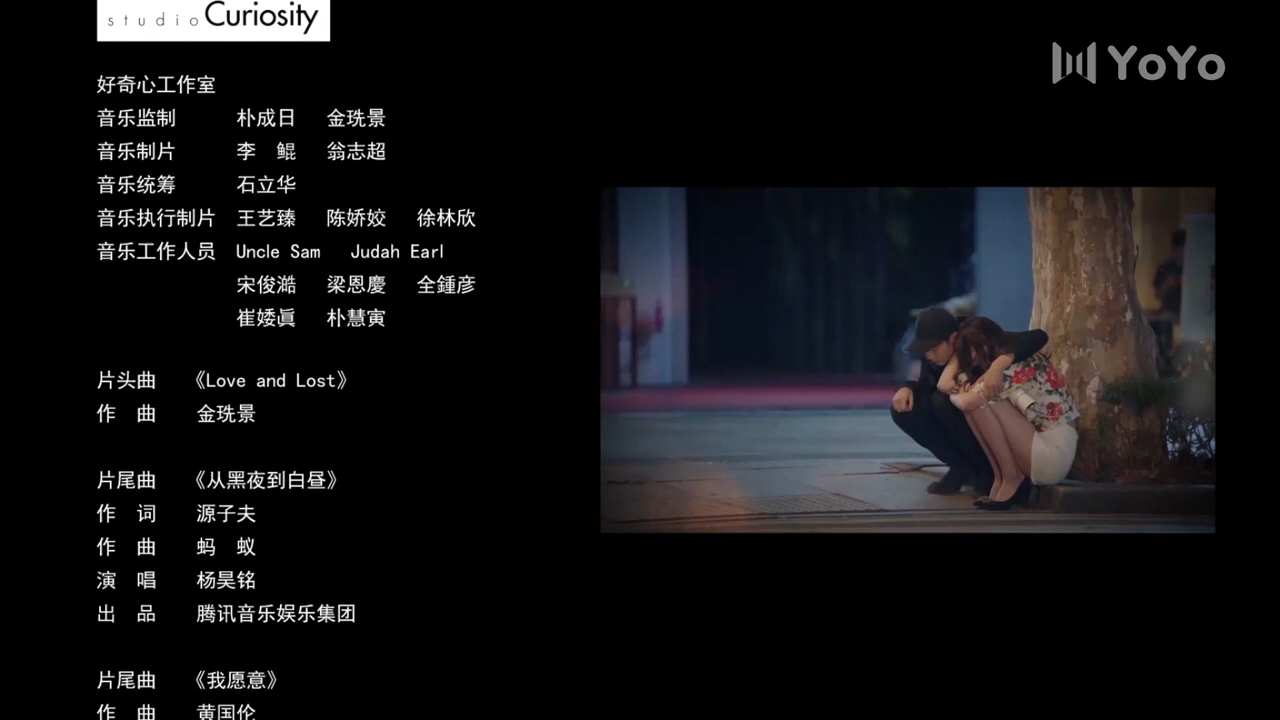 studio Curiosity
YoYo
好奇心工作室
音乐监制 朴成日 金珗景
音乐制片 李 鲲 翁志超
音乐统筹 石立华
音乐执行制片 王艺臻 陈娇姣 徐林欣
音乐工作人员 Uncle Sam Judah Earl
宋俊澔 梁恩慶 全鍾彦
崔婑眞 朴慧寅
片头曲 《Love and Lost》
作 曲 金珗景
片尾曲 《从黑夜到白昼》
作 词 源子夫
作 曲 蚂 蚁
演 唱 杨昊铭
出 品 腾讯音乐娱乐集团
片尾曲 《我愿意》
作 曲 黄国伦